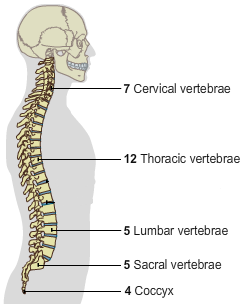 7 Cervical vertebrae
12 Thoracic vertebrae
5 Lumbar vertebrae
5 Sacral vertebrae
4 Coccyx